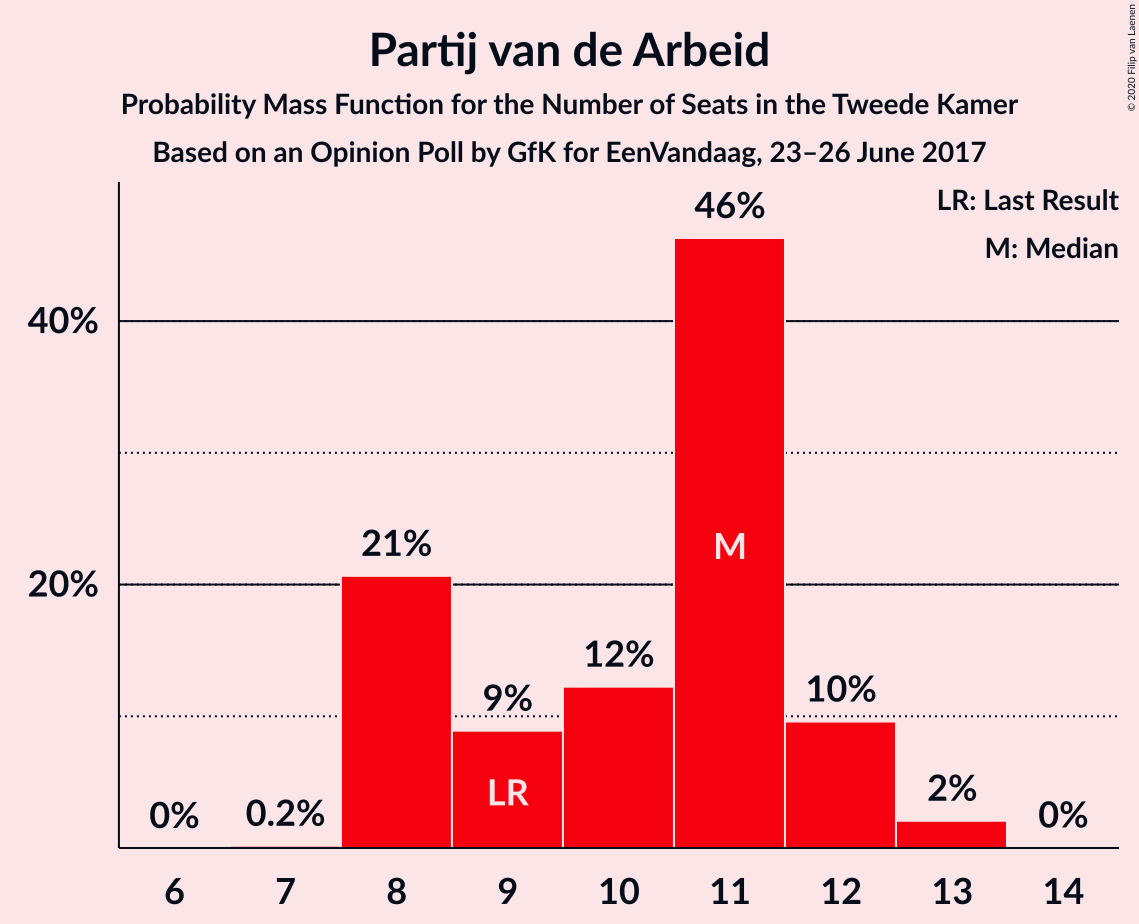 Partij van de Arbeid
Probability Mass Function for the Number of Seats in the Tweede Kamer
Based on an Opinion Poll by GfK for EenVandaag, 23–26 June 2017
© 2020 Filip van Laenen
LR: Last Result
M: Median
46%
40%
M
21%
20%
12%
10%
9%
LR
2%
0%
0.2%
0%
6 7 8 9 10 11 12 13 14